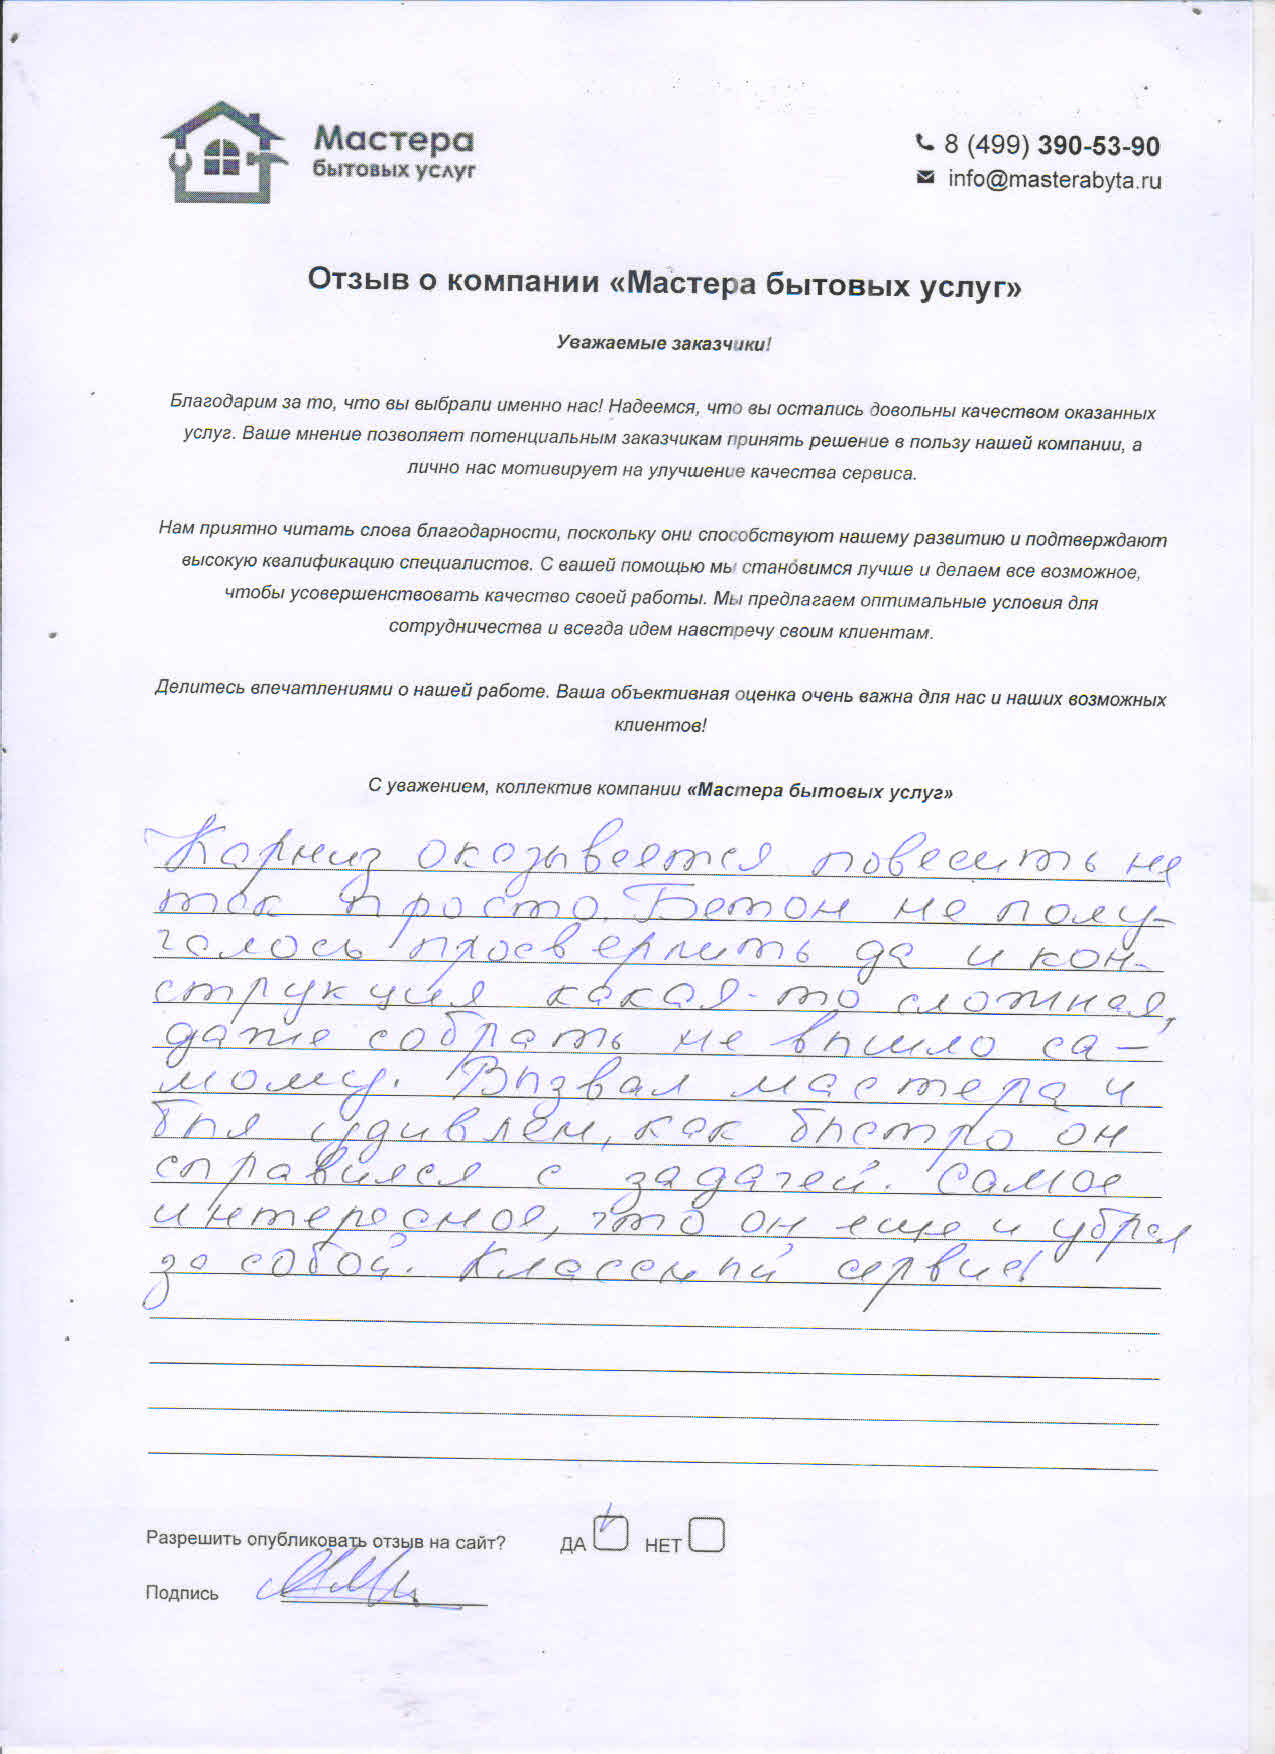 Мастера
бытовых услуг
8 (499) 390-53-90
info@masterabyta.ru
Отзыв о компании «Мастера бытовых услуг»
Уважаемые заказчики!
Благодарим за то, что вы выбрали именно нас! Надеемся, что вы остались довольны качеством оказанных
услуг. Ваше мнение позволяет потенциальным заказчикам принять решение в пользу нашей компании, а
лично нас мотивирует на улучшение качества сервиса.
Нам приятно читать слова благодарности, поскольку они способствуют нашему развитию и подтверждают
высокую квалификацию специалистов. С вашей помощью мы становимся лучше и делаем все возможное,
чтобы усовершенствовать качество своей работы. Мы предлагаем оптимальные условия для
сотрудничества и всегда идем навстречу своим клиентам.
Делитесь впечатлениями о нашей работе. Ваша объективная оценка очень важна для нас и наших возможных
клиентов!
С уважением, коллектив компании «Мастера бытовых услуг»
Карниз оказывается повесить не
так просто. Бетон не полу-
чалось просверлить да и кон-
струкция какая-то сложная,
даже собрать не вышло са-
мому. Вызвал мастера и
был удивлен, как быстро он
справился с задачей. Самое
интересное, что он еще и убрал
за собой. Классный сервис!
Разрешить опубликовать отзыв на сайт? ДА НЕТ
Подпись